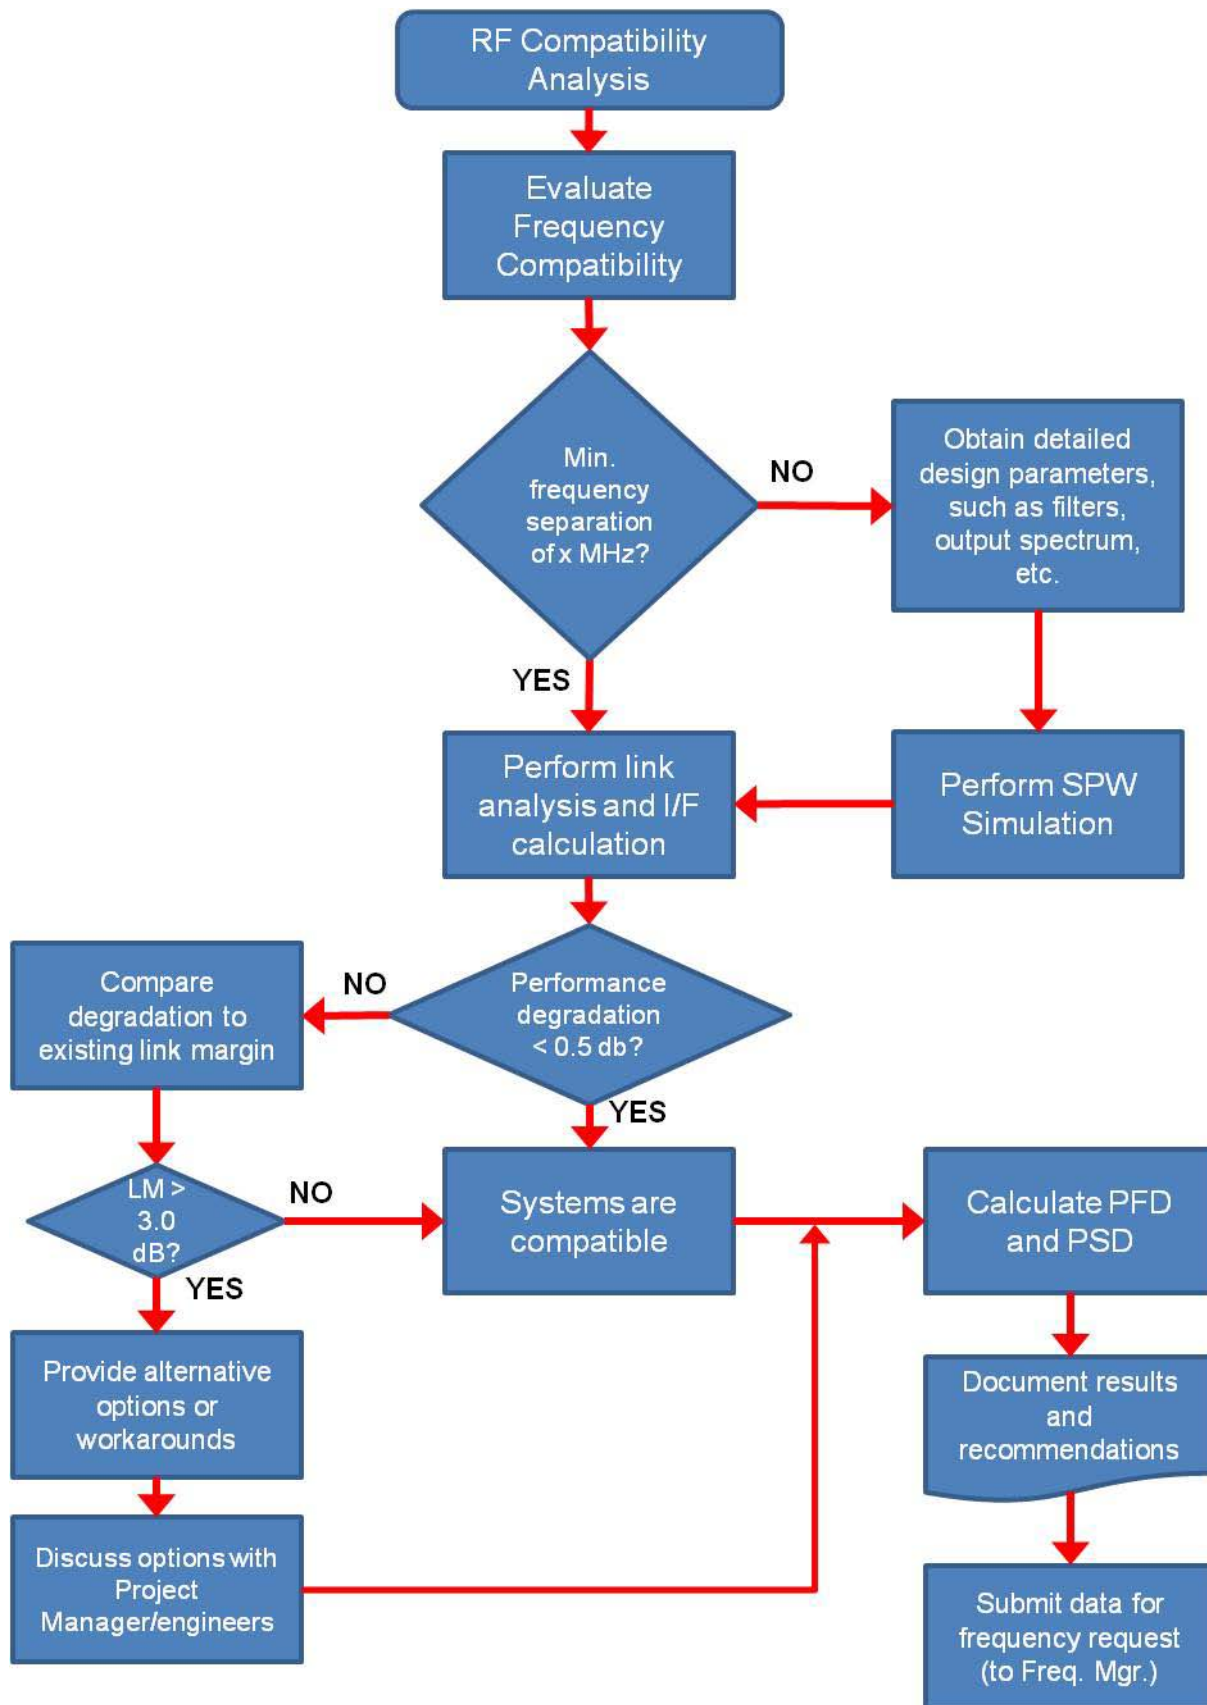 RF Compatibility
Analysis
Evaluate
Frequency
Compatibility
Min.
frequency
separation
of x MHz?
NO
Obtain detailed
design parameters,
such as filters,
output spectrum,
etc.
YES
Perform link
analysis and I/F
calculation
Perform SPW
Simulation
Compare
degradation to
existing link margin
NO
Performance
degradation
< 0.5 db?
YES
LM >
3.0
dB?
NO
Systems are
compatible
Calculate PFD
and PSD
YES
Provide alternative
options or
workarounds
Document results
and
recommendations
Discuss options with
Project
Manager/engineers
Submit data for
frequency request
(to Freq. Mgr.)